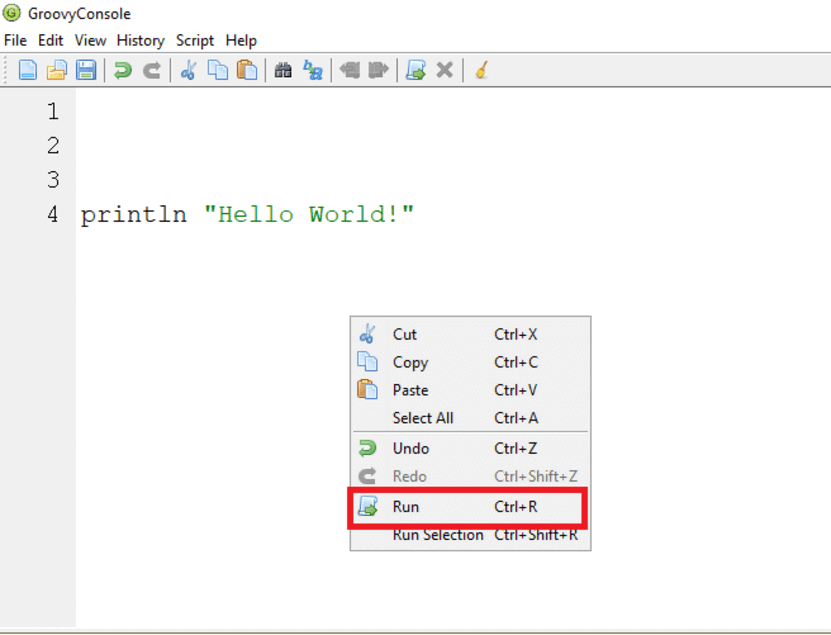 GroovyConsole
File Edit View History Script Help
1
2
3
4 println "Hello World!"
Cut Ctrl+X
Copy Ctrl+C
Paste Ctrl+V
Select All Ctrl+A
Undo Ctrl+Z
Redo Ctrl+Shift+Z
Run Ctrl+R
Run Selection Ctrl+Shift+R